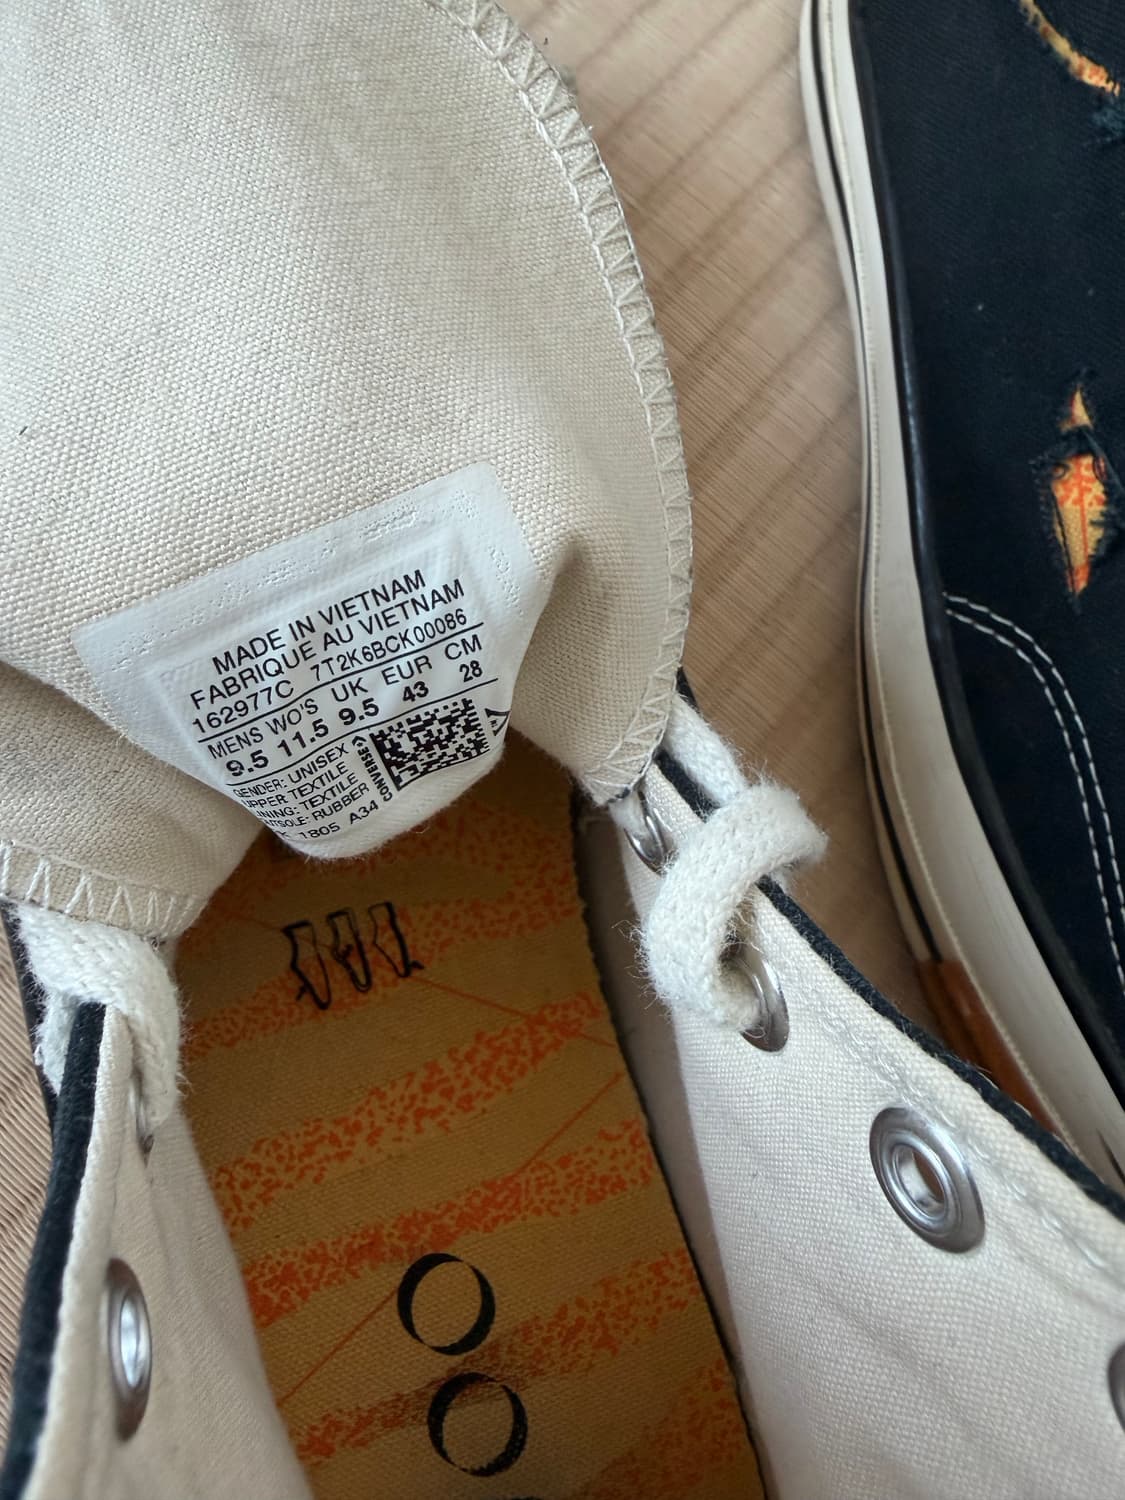 MADE IN VIETNAM
FABRIQUE AU VIETNAM
162977C 7T2K6BCK00086
MENS WO'S UK EUR CM
9.5 11.5 9.5 43 28
GENDER: UNISEX
UPPER TEXTILE
LINING: TEXTILE
OUTSOLE: RUBBER
1805 A34
CONVERSE